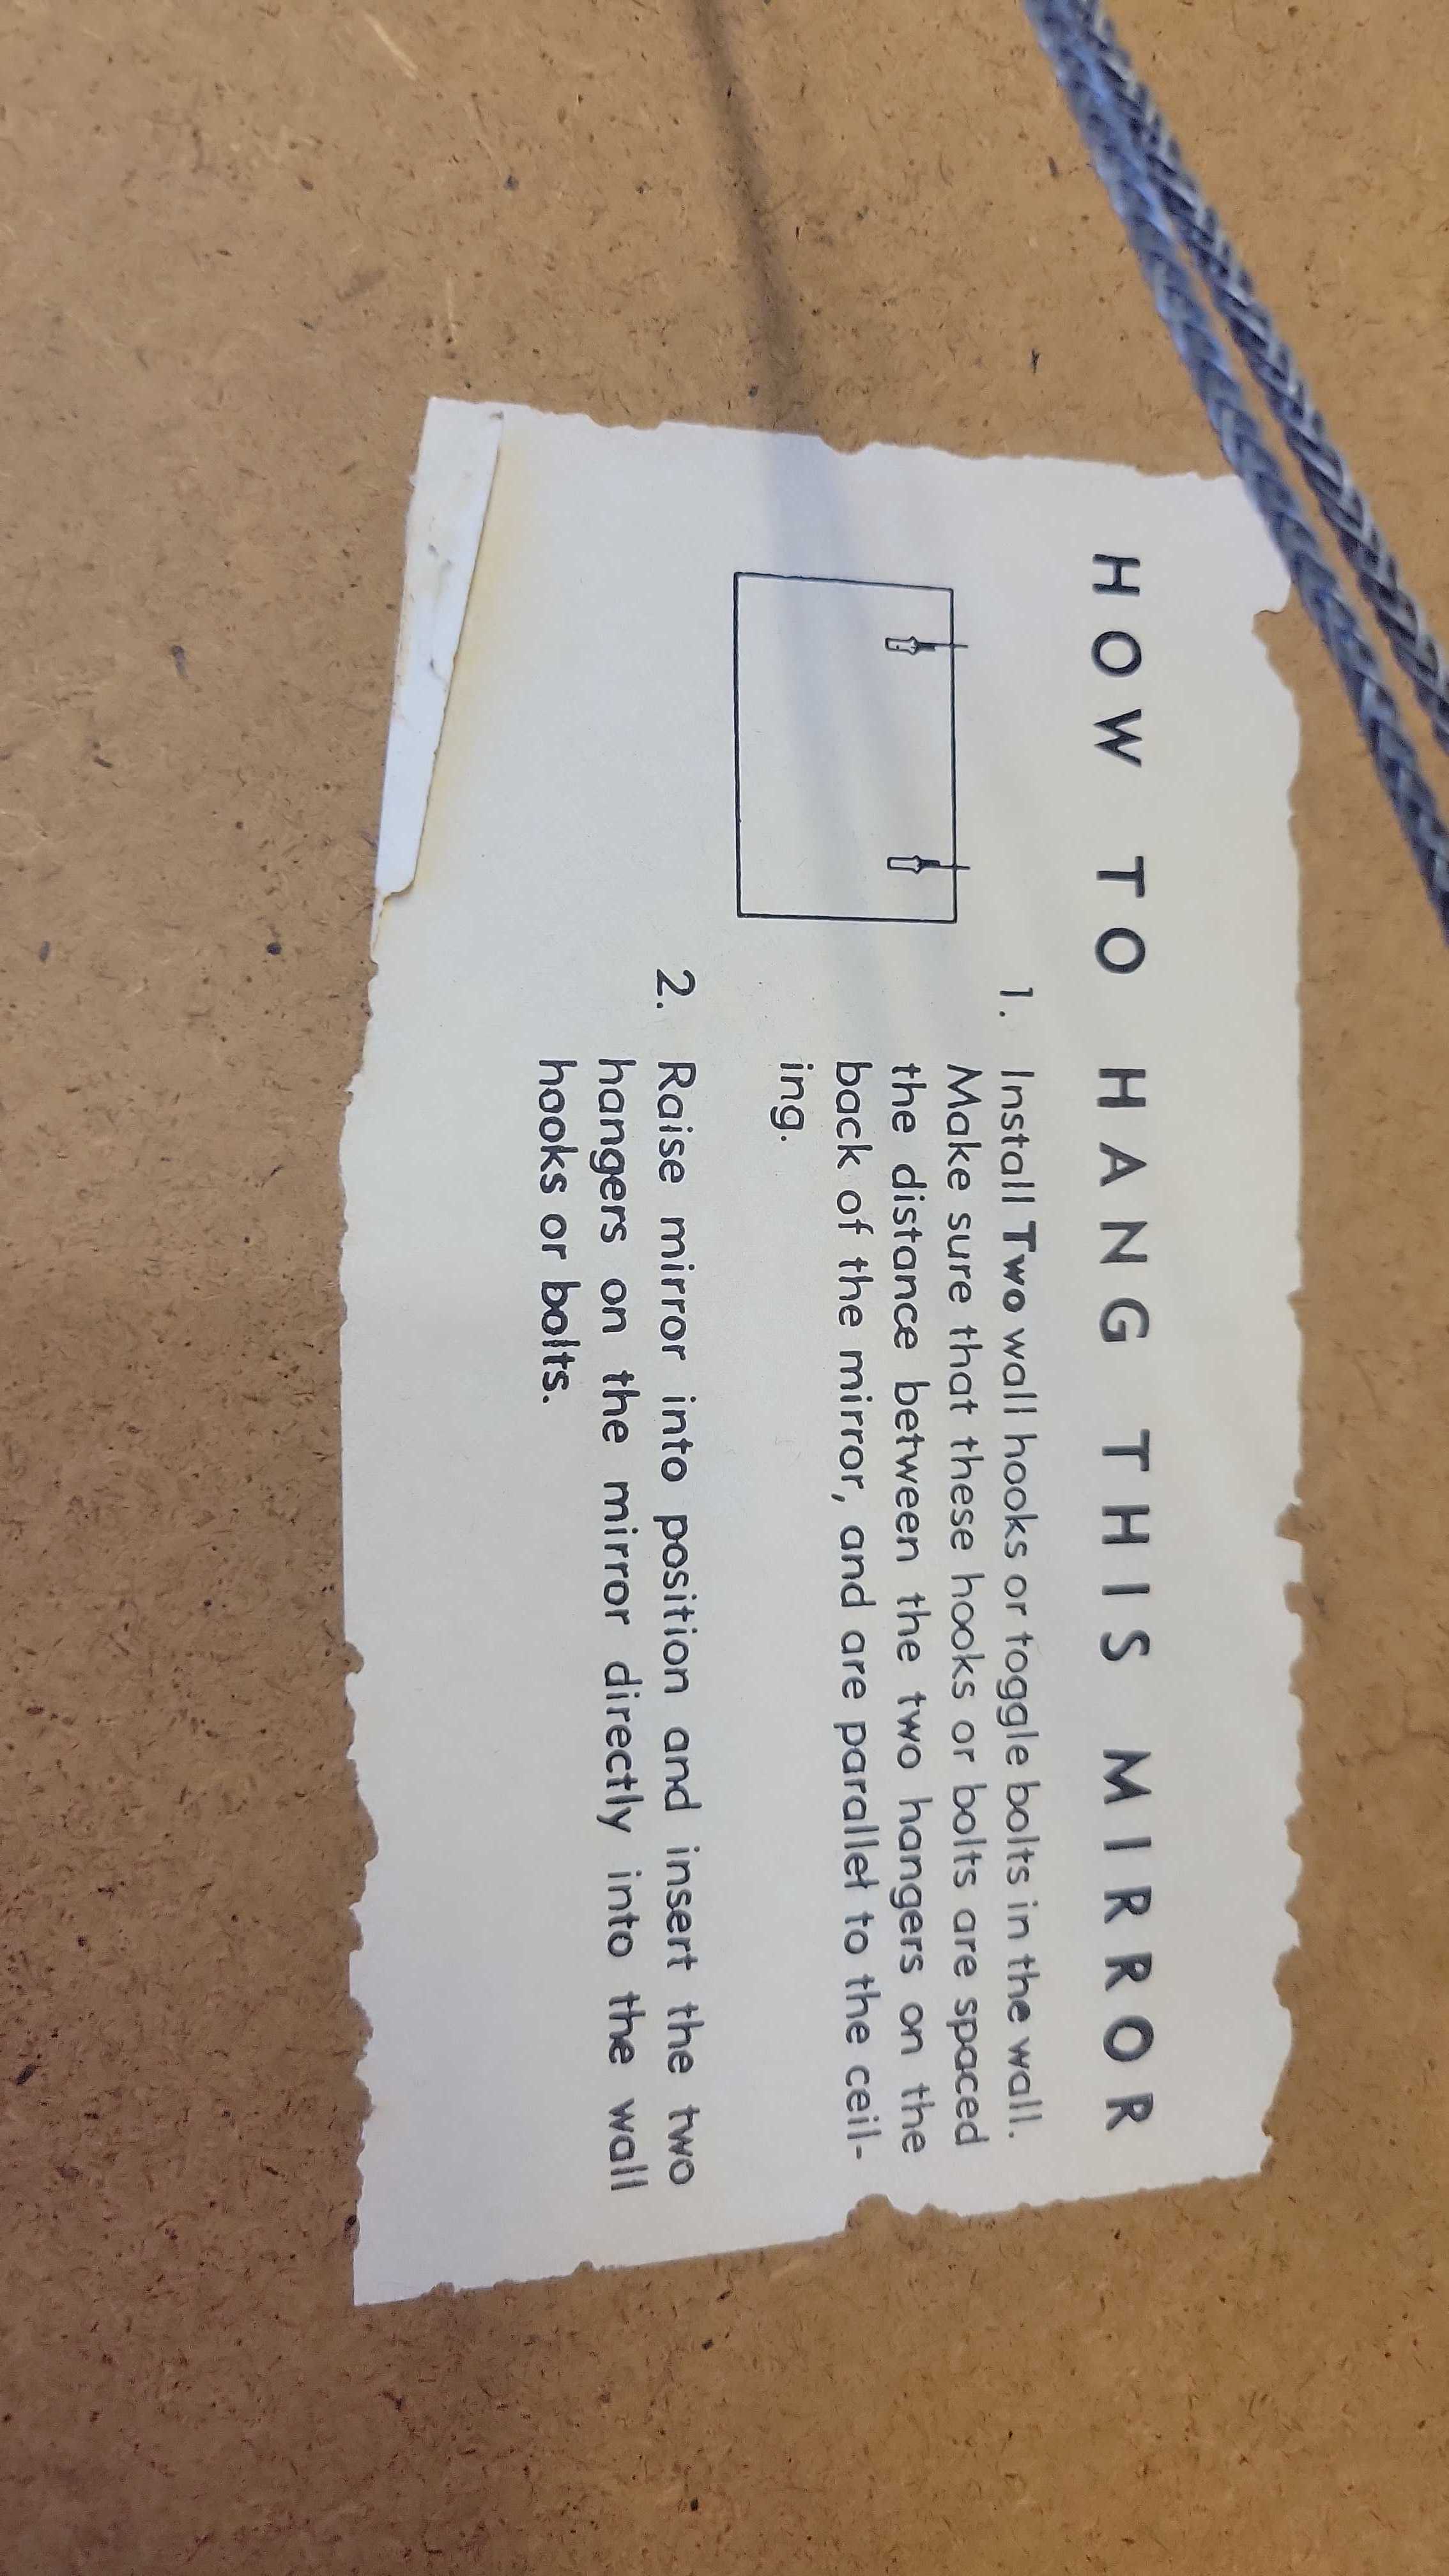 HOW TO HANG THIS MIRROR
1. Install Two wall hooks or toggle bolts in the wall.
Make sure that these hooks or bolts are spaced
the distance between the two hangers on the
back of the mirror, and are parallel to the ceil-
ing.
2. Raise mirror into position and insert the two
hangers on the mirror directly into the wall
hooks or bolts.